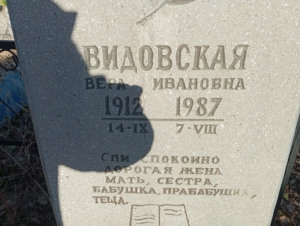 ВИДОВСКАЯ
ВЕРА ИВАНОВНА
1912 1987
14-IX 7-VIII
СПИ СПОКОЙНО
ДОРОГАЯ ЖЕНА
МАТЬ, СЕСТРА,
БАБУШКА, ПРАБАБУШКА,
ТЕЩА.